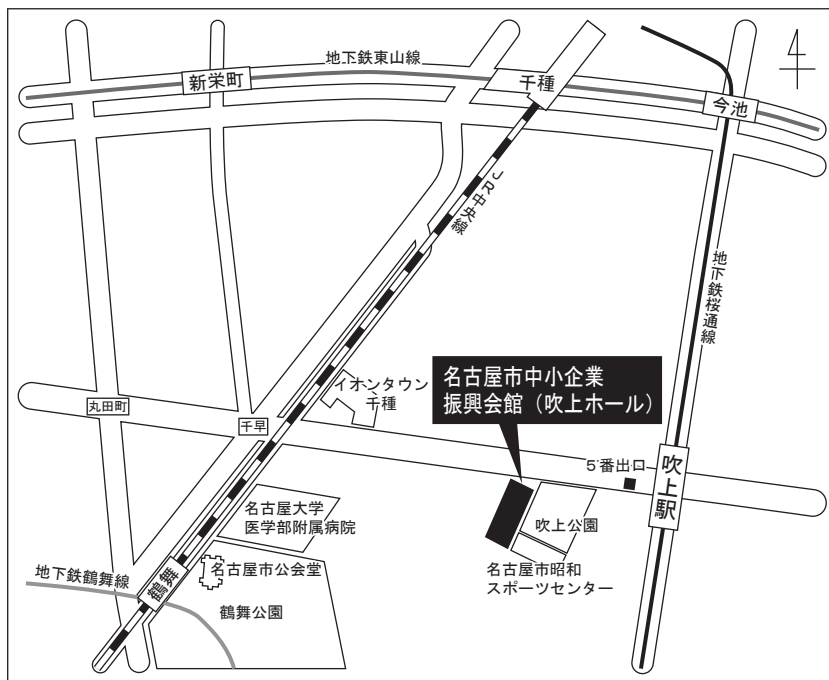 地下鉄東山線
新栄町
千種
今池
JR中央線
地下鉄桜通線
イオンタウン
千種
名古屋市中小企業
振興会館（吹上ホール）
丸田町
千早
5番出口
吹上駅
名古屋大学
医学部附属病院
吹上公園
名古屋市昭和
スポーツセンター
地下鉄鶴舞線
鶴舞
名古屋市公会堂
鶴舞公園